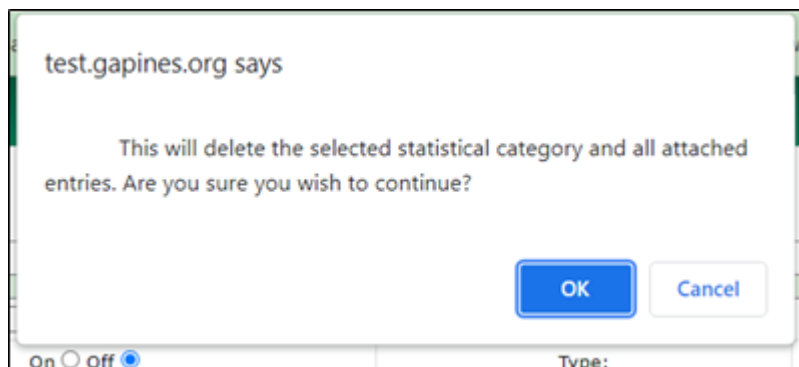 test.gapines.org says
This will delete the selected statistical category and all attached
entries. Are you sure you wish to continue?
OK Cancel
On Off Type: